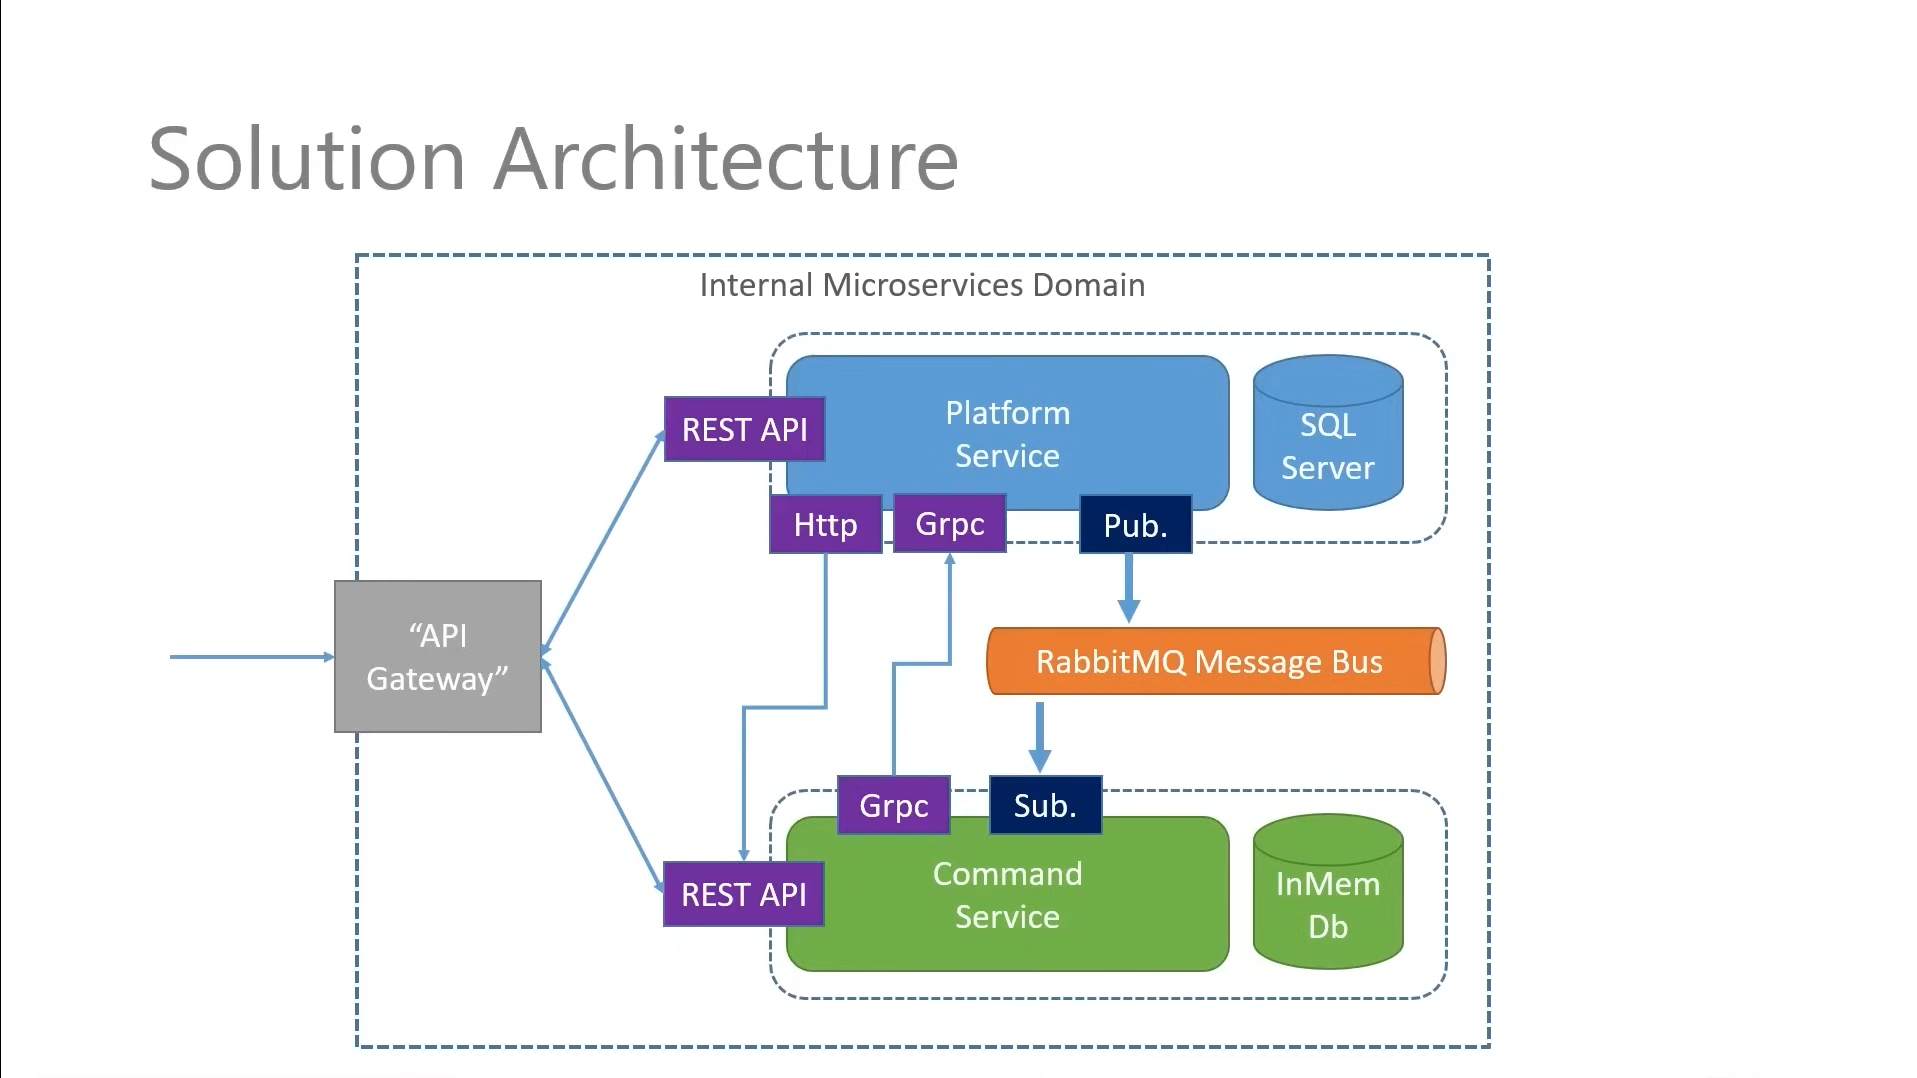 Solution Architecture
Internal Microservices Domain
REST API
Platform
Service
SQL
Server
Http
Grpc
Pub.
“API
Gateway”
RabbitMQ Message Bus
Grpc
Sub.
REST API
Command
Service
InMem
Db